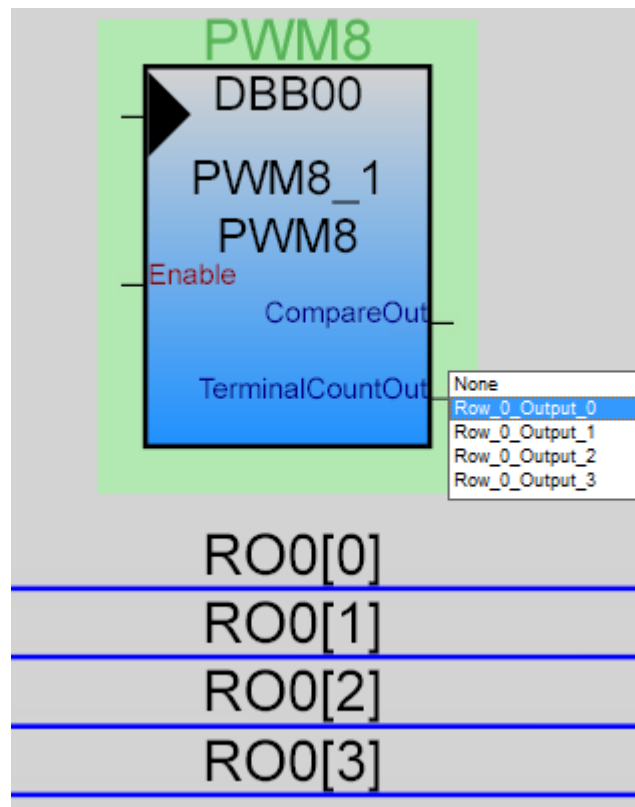 PWM8
DBB00
PWM8_1
PWM8
Enable
CompareOut
TerminalCountOut
None
Row_0_Output_0
Row_0_Output_1
Row_0_Output_2
Row_0_Output_3
RO0[0]
RO0[1]
RO0[2]
RO0[3]